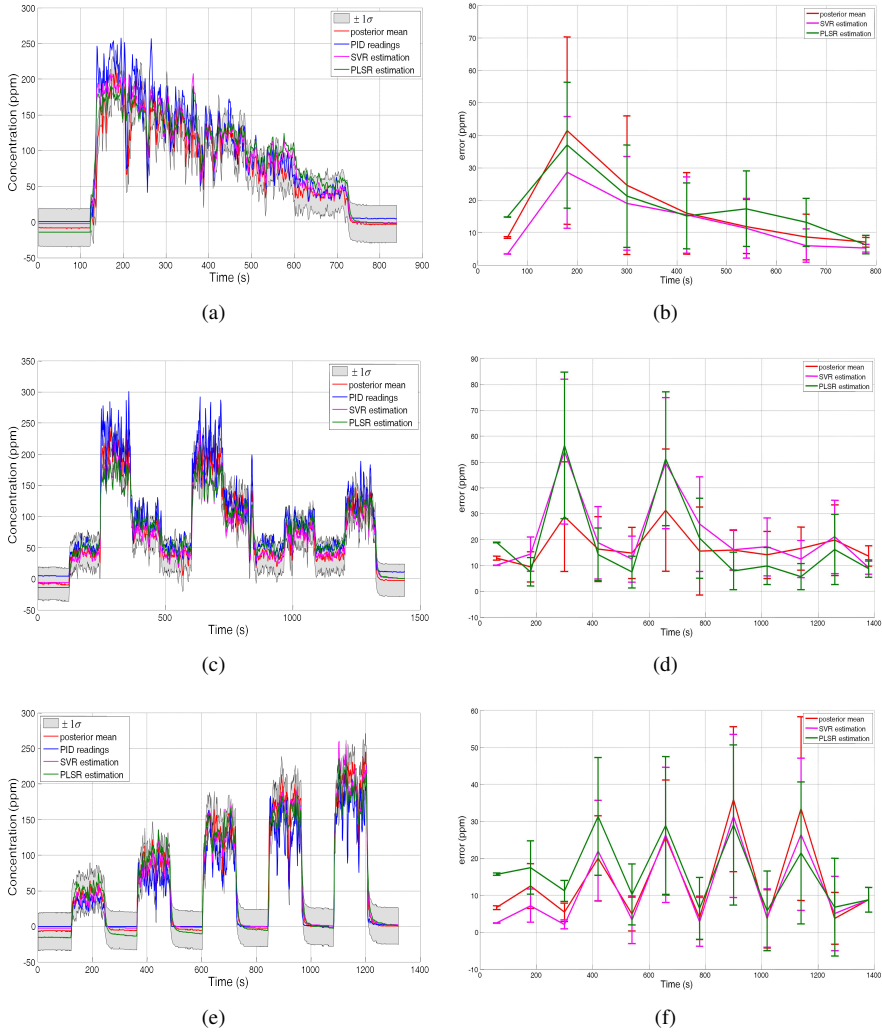 Concentration (ppm)
300
250
200
150
100
50
0
-50
0 100 200 300 400 500 600 700 800 900
Time (s)
± 1σ
posterior mean
PID readings
SVR estimation
PLSR estimation
(a)
error (ppm)
80
70
60
50
40
30
20
10
0
0 100 200 300 400 500 600 700 800
Time (s)
posterior mean
SVR estimation
PLSR estimation
(b)
Concentration (ppm)
350
300
250
200
150
100
50
0
-50
0 500 1000 1500
Time (s)
± 1σ
posterior mean
PID readings
SVR estimation
PLSR estimation
(c)
error (ppm)
90
80
70
60
50
40
30
20
10
0
-10
0 200 400 600 800 1000 1200 1400
Time (s)
posterior mean
SVR estimation
PLSR estimation
(d)
Concentration (ppm)
300
250
200
150
100
50
0
-50
0 200 400 600 800 1000 1200 1400
Time (s)
± 1σ
posterior mean
PID readings
SVR estimation
PLSR estimation
(e)
error (ppm)
60
50
40
30
20
10
0
-10
0 200 400 600 800 1000 1200 1400
Time (s)
posterior mean
SVR estimation
PLSR estimation
(f)